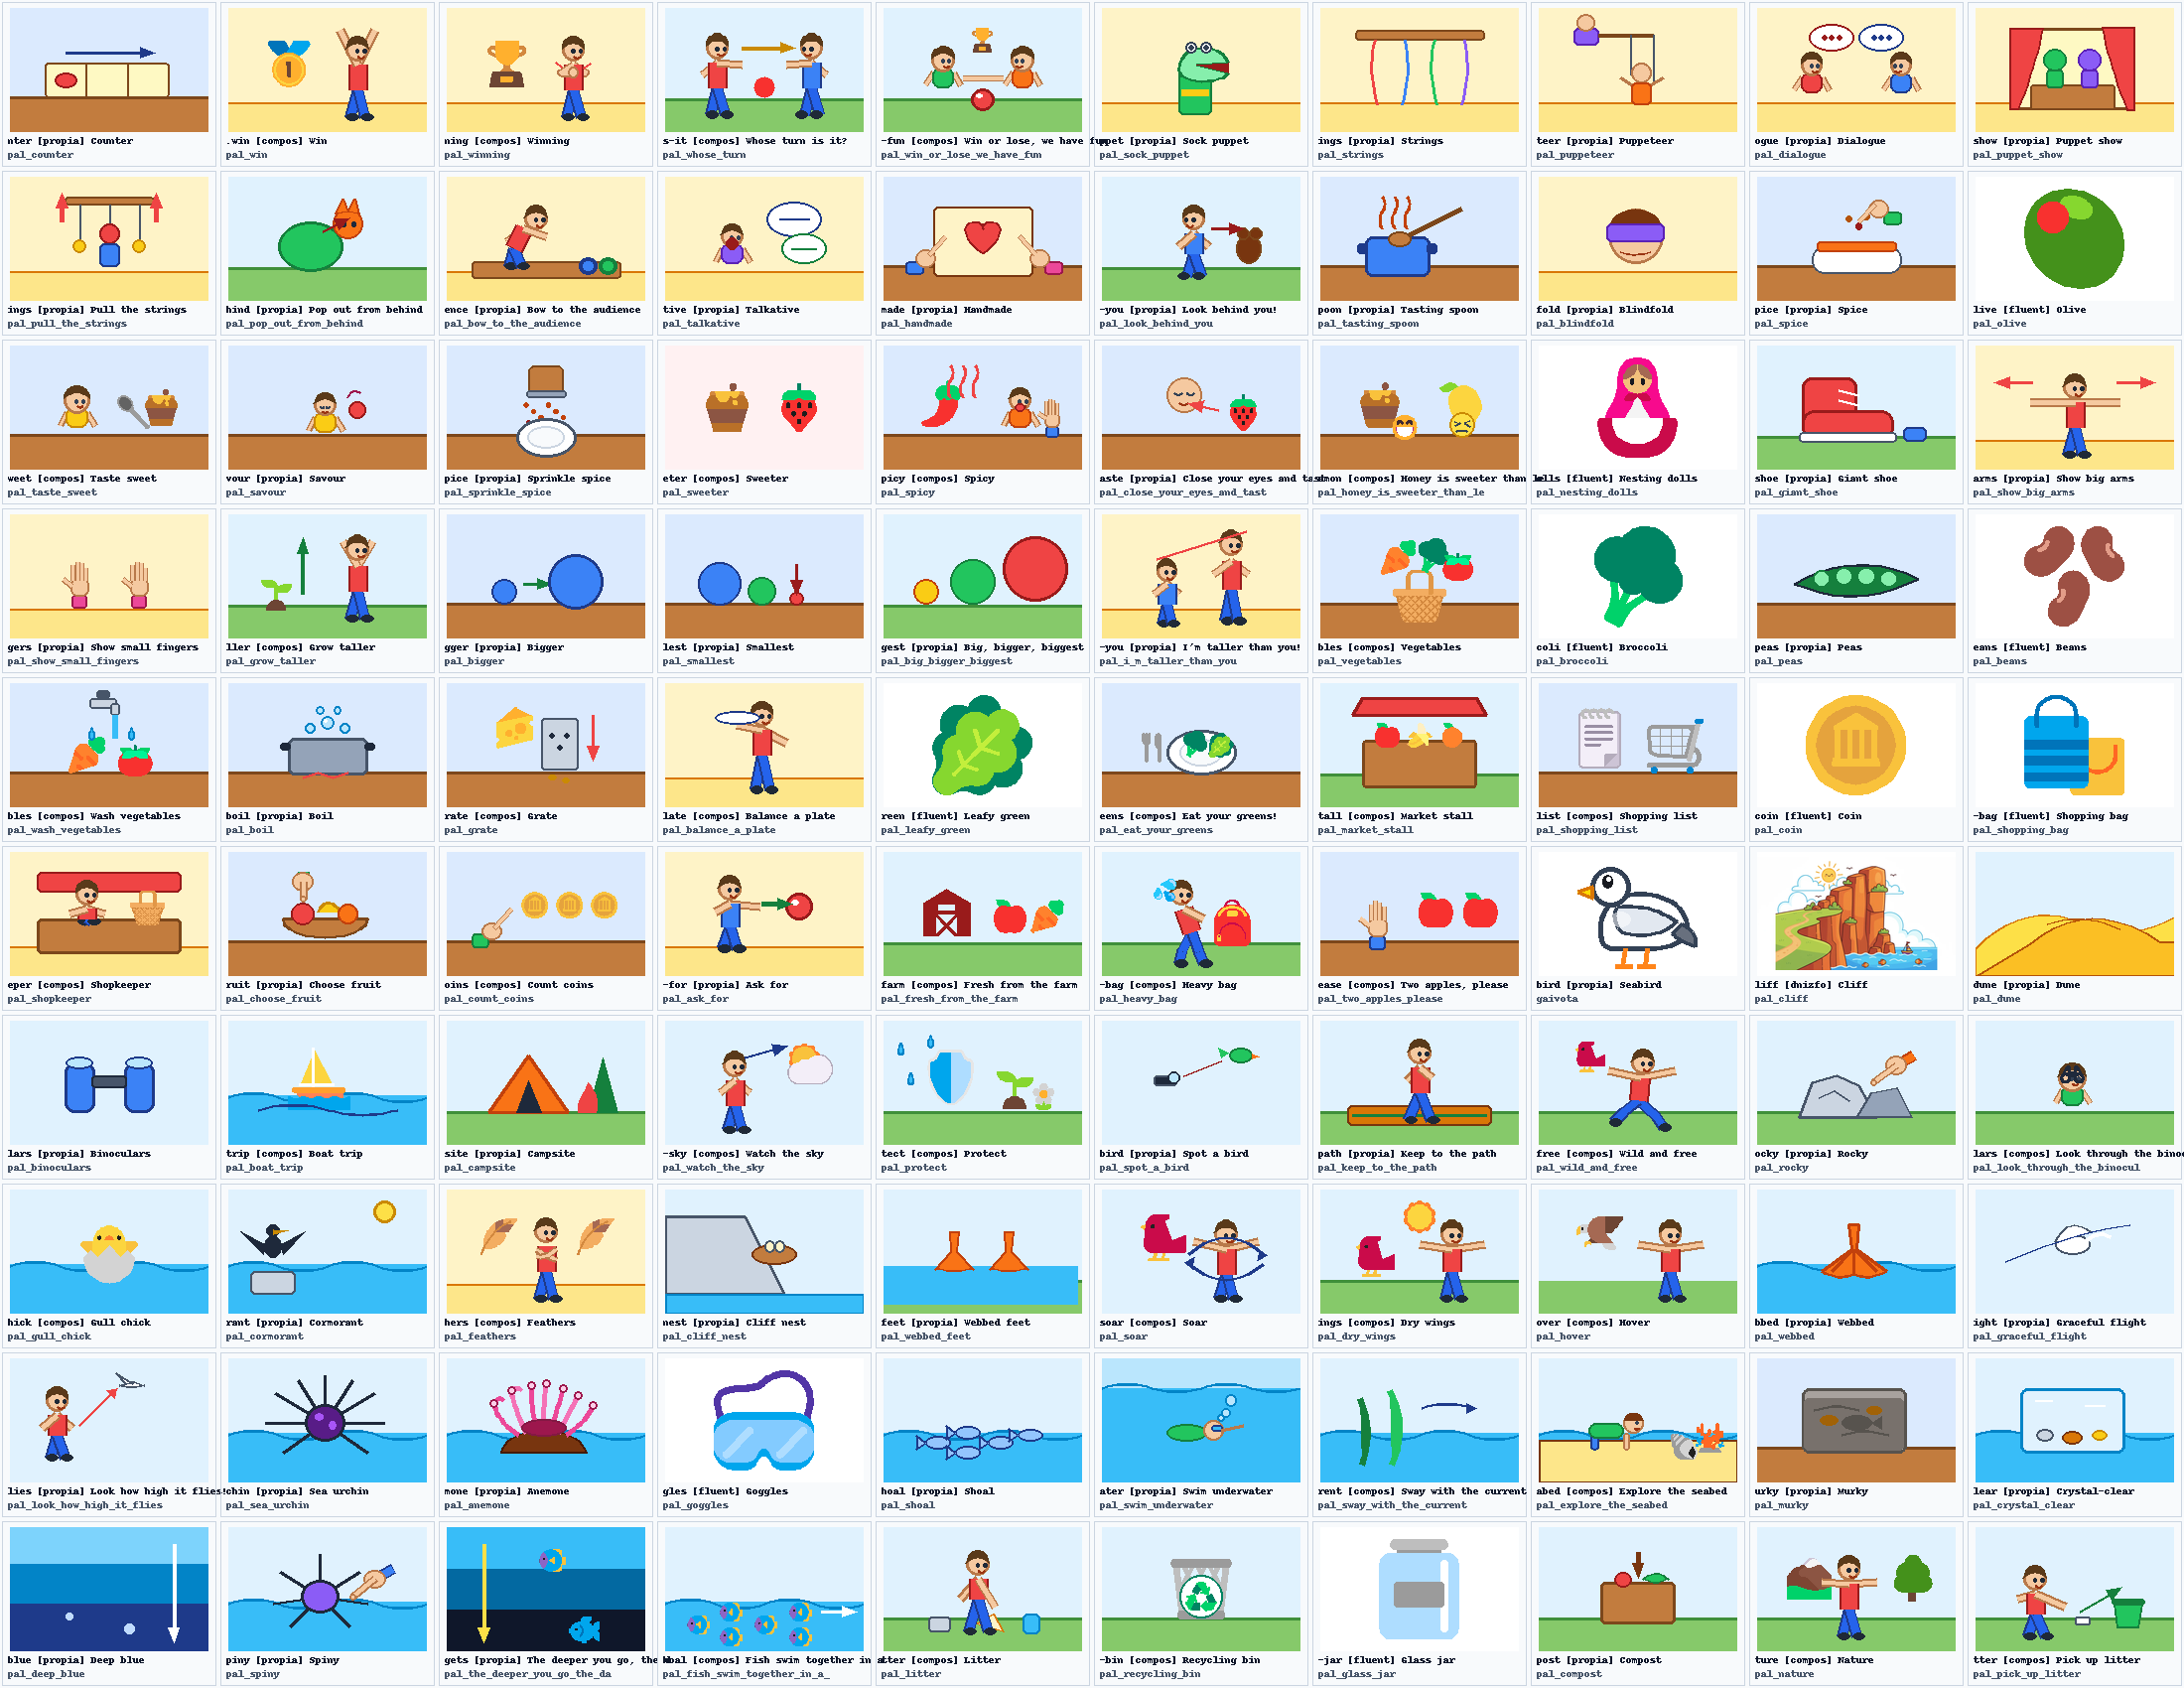 nter [propia] Counter
pal_counter
.win [compos] Win
pal_win
ning [compos] Winning
pal_winning
s-it [compos] Whose turn is it?
pal_whose_turn
-fun [compos] Win or lose, we have fun
pal_win_or_lose_we_have_fun
ppet [propia] Sock puppet
pal_sock_puppet
ings [propia] Strings
pal_strings
teer [propia] Puppeteer
pal_puppeteer
ogue [propia] Dialogue
pal_dialogue
show [propia] Puppet show
pal_puppet_show
ings [propia] Pull the strings
pal_pull_the_strings
hind [propia] Pop out from behind
pal_pop_out_from_behind
ence [propia] Bow to the audience
pal_bow_to_the_audience
tive [propia] Talkative
pal_talkative
made [propia] Handmade
pal_handmade
-you [propia] Look behind you!
pal_look_behind_you
poon [propia] Tasting spoon
pal_tasting_spoon
fold [propia] Blindfold
pal_blindfold
pice [propia] Spice
pal_spice
live [fluent] Olive
pal_olive
weet [compos] Taste sweet
pal_taste_sweet
vour [propia] Savour
pal_savour
pice [propia] Sprinkle spice
pal_sprinkle_spice
eter [compos] Sweeter
pal_sweeter
picy [compos] Spicy
pal_spicy
aste [propia] Close your eyes and tast
pal_close_your_eyes_and_tast
mon [compos] Honey is sweeter than le
pal_honey_is_sweeter_than_le
lls [fluent] Nesting dolls
pal_nesting_dolls
shoe [propia] Giant shoe
pal_giant_shoe
arms [propia] Show big arms
pal_show_big_arms
gers [propia] Show small fingers
pal_show_small_fingers
ller [compos] Grow taller
pal_grow_taller
gger [propia] Bigger
pal_bigger
lest [propia] Smallest
pal_smallest
gest [propia] Big, bigger, biggest
pal_big_bigger_biggest
-you [propia] I'm taller than you!
pal_i_m_taller_than_you
bles [compos] Vegetables
pal_vegetables
coli [fluent] Broccoli
pal_broccoli
peas [propia] Peas
pal_peas
eans [fluent] Beans
pal_beans
bles [compos] Wash vegetables
pal_wash_vegetables
boil [propia] Boil
pal_boil
rate [compos] Grate
pal_grate
late [compos] Balance a plate
pal_balance_a_plate
reen [fluent] Leafy green
pal_leafy_green
eens [compos] Eat your greens!
pal_eat_your_greens
tall [compos] Market stall
pal_market_stall
list [compos] Shopping list
pal_shopping_list
coin [fluent] Coin
pal_coin
-bag [fluent] Shopping bag
pal_shopping_bag
eper [compos] Shopkeeper
pal_shopkeeper
ruit [propia] Choose fruit
pal_choose_fruit
oins [compos] Count coins
pal_count_coins
-for [propia] Ask for
pal_ask_for
farm [compos] Fresh from the farm
pal_fresh_from_the_farm
-bag [compos] Heavy bag
pal_heavy_bag
ease [compos] Two apples, please
pal_two_apples_please
bird [propia] Seabird
gaivota
liff [dnizfo] Cliff
pal_cliff
dune [propia] Dune
pal_dune
lars [propia] Binoculars
pal_binoculars
trip [compos] Boat trip
pal_boat_trip
site [propia] Campsite
pal_campsite
-sky [compos] Watch the sky
pal_watch_the_sky
tect [compos] Protect
pal_protect
bird [propia] Spot a bird
pal_spot_a_bird
path [propia] Keep to the path
pal_keep_to_the_path
free [compos] Wild and free
pal_wild_and_free
ocky [propia] Rocky
pal_rocky
lars [compos] Look through the bino
pal_look_through_the_binocul
hick [compos] Gull chick
pal_gull_chick
rant [propia] Cormorant
pal_cormorant
hers [compos] Feathers
pal_feathers
nest [propia] Cliff nest
pal_cliff_nest
feet [propia] Webbed feet
pal_webbed_feet
soar [compos] Soar
pal_soar
ings [compos] Dry wings
pal_dry_wings
over [compos] Hover
pal_hover
bbed [propia] Webbed
pal_webbed
ight [propia] Graceful flight
pal_graceful_flight
lies [propia] Look how high it flies!
pal_look_how_high_it_flies
chin [propia] Sea urchin
pal_sea_urchin
mone [propia] Anemone
pal_anemone
gles [fluent] Goggles
pal_goggles
hoal [propia] Shoal
pal_shoal
ater [propia] Swim underwater
pal_swim_underwater
rent [compos] Sway with the current
pal_sway_with_the_current
abed [compos] Explore the seabed
pal_explore_the_seabed
urky [propia] Murky
pal_murky
lear [propia] Crystal-clear
pal_crystal_clear
blue [propia] Deep blue
pal_deep_blue
piny [propia] Spiny
pal_spiny
gets [propia] The deeper you go, the
pal_the_deeper_you_go_the_da
hoal [compos] Fish swim together in a
pal_fish_swim_together_in_a_
tter [compos] Litter
pal_litter
-bin [compos] Recycling bin
pal_recycling_bin
-jar [fluent] Glass jar
pal_glass_jar
post [propia] Compost
pal_compost
ture [compos] Nature
pal_nature
tter [compos] Pick up litter
pal_pick_up_litter